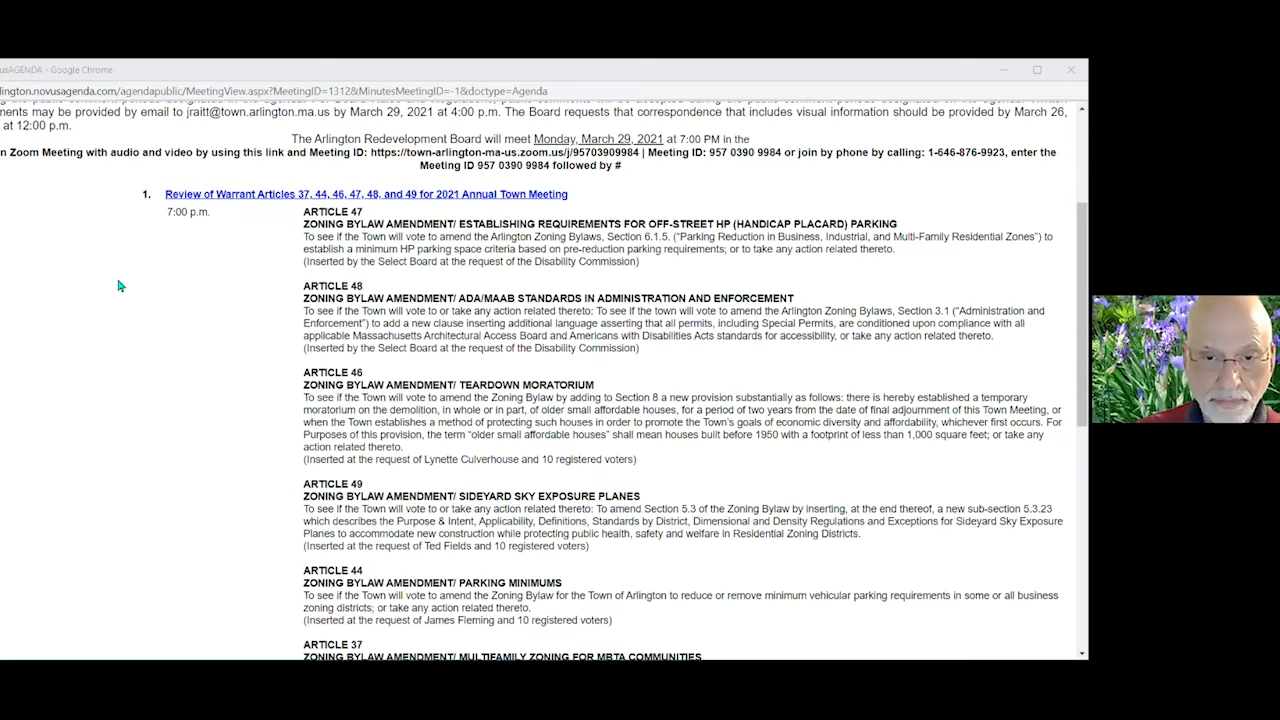 usAGENDA - Google Chrome
lington.novusagenda.com/agendapublic/MeetingView.aspx?MeetingID=1312&MinutesMeetingID=-1&doctype=Agenda
ments may be provided by email to jraitt@town.arlington.ma.us by March 29, 2021 at 4:00 p.m. The Board requests that correspondence that includes visual information should be provided by March 26,
at 12:00 p.m.
The Arlington Redevelopment Board will meet Monday, March 29, 2021 at 7:00 PM in the
n Zoom Meeting with audio and video by using this link and Meeting ID: https://town-arlington-ma-us.zoom.us/j/95703909984 | Meeting ID: 957 0390 9984 or join by phone by calling: 1-646-876-9923, enter the
Meeting ID 957 0390 9984 followed by #
1. Review of Warrant Articles 37, 44, 46, 47, 48, and 49 for 2021 Annual Town Meeting
7:00 p.m. ARTICLE 47
ZONING BYLAW AMENDMENT/ ESTABLISHING REQUIREMENTS FOR OFF-STREET HP (HANDICAP PLACARD) PARKING
To see if the Town will vote to amend the Arlington Zoning Bylaws, Section 6.1.5. ("Parking Reduction in Business, Industrial, and Multi-Family Residential Zones") to
establish a minimum HP parking space criteria based on pre-reduction parking requirements; or to take any action related thereto.
(Inserted by the Select Board at the request of the Disability Commission)
ARTICLE 48
ZONING BYLAW AMENDMENT/ ADA/MAAB STANDARDS IN ADMINISTRATION AND ENFORCEMENT
To see if the Town will vote to or take any action related thereto: To see if the town will vote to amend the Arlington Zoning Bylaws, Section 3.1 ("Administration and
Enforcement") to add a new clause inserting additional language asserting that all permits, including Special Permits, are conditioned upon compliance with all
applicable Massachusetts Architectural Access Board and Americans with Disabilities Acts standards for accessibility, or take any action related thereto.
(Inserted by the Select Board at the request of the Disability Commission)
ARTICLE 46
ZONING BYLAW AMENDMENT/ TEARDOWN MORATORIUM
To see if the Town will vote to amend the Zoning Bylaw by adding to Section 8 a new provision substantially as follows: there is hereby established a temporary
moratorium on the demolition, in whole or in part, of older small affordable houses, for a period of two years from the date of final adjournment of this Town Meeting, or
when the Town establishes a method of protecting such houses in order to promote the Town's goals of economic diversity and affordability, whichever first occurs. For
Purposes of this provision, the term "older small affordable houses" shall mean houses built before 1950 with a footprint of less than 1,000 square feet; or take any
action related thereto.
(Inserted at the request of Lynette Culverhouse and 10 registered voters)
ARTICLE 49
ZONING BYLAW AMENDMENT/ SIDEYARD SKY EXPOSURE PLANES
To see if the Town will vote to or take any action related thereto: To amend Section 5.3 of the Zoning Bylaw by inserting, at the end thereof, a new sub-section 5.3.23
which describes the Purpose & Intent, Applicability, Definitions, Standards by District, Dimensional and Density Regulations and Exceptions for Sideyard Sky Exposure
Planes to accommodate new construction while protecting public health, safety and welfare in Residential Zoning Districts.
(Inserted at the request of Ted Fields and 10 registered voters)
ARTICLE 44
ZONING BYLAW AMENDMENT/ PARKING MINIMUMS
To see if the Town will vote to amend the Zoning Bylaw for the Town of Arlington to reduce or remove minimum vehicular parking requirements in some or all business
zoning districts; or take any action related thereto.
(Inserted at the request of James Fleming and 10 registered voters)
ARTICLE 37
ZONING BYLAW AMENDMENT/ MULTIFAMILY ZONING FOR MBTA COMMUNITIES